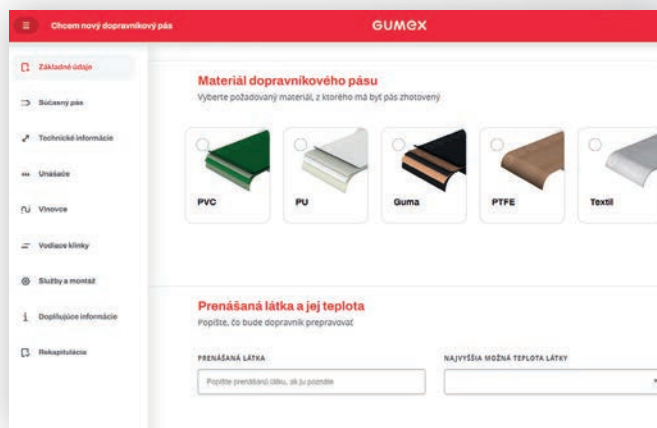 Chcem nový dopravníkový pás
GUMEX
Základné údaje
Súčasný pás
Technické informácie
Unášače
Vlnovce
Vodiace klinky
Služby a montáž
Doplňujúce informácie
Rekapitulácia
Materiál dopravníkového pásu
Vyberte požadovaný materiál, z ktorého má byť pás zhotovený
PVC
PU
Guma
PTFE
Textil
Prenášaná látka a jej teplota
Popíšte, čo bude dopravník prepravovať
PRENÁŠANÁ LÁTKA
NAJVYŠŠIA MOŽNÁ TEPLOTA LÁTKY
Popíšte prenášanú látku, ak ju poznáte